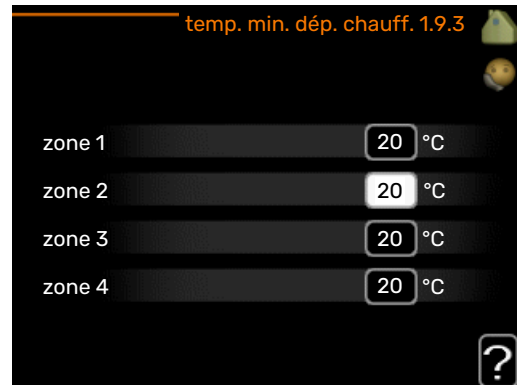 temp. min. dép. chauff. 1.9.3
zone 1 20 °C
zone 2 20 °C
zone 3 20 °C
zone 4 20 °C
?